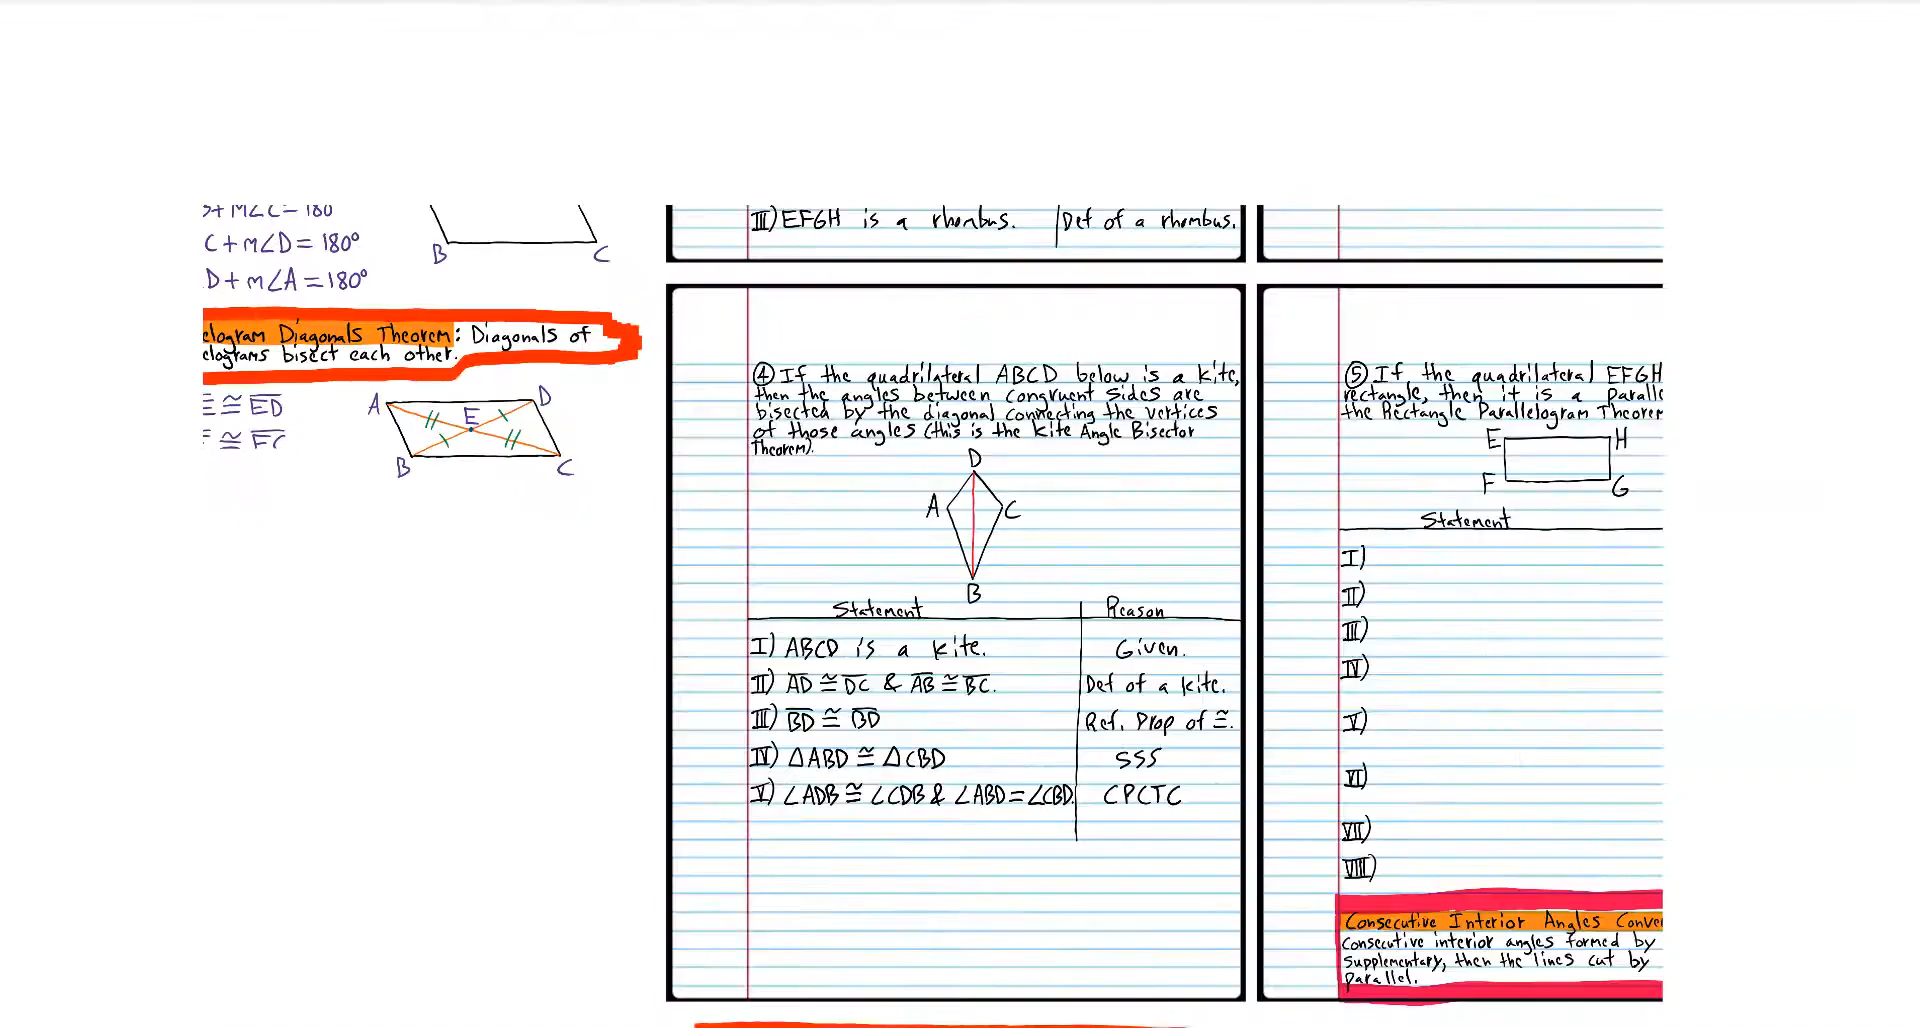 C + m∠D = 180°
D + m∠A = 180°
B
C
elogram Diagonals Theorem: Diagonals of
elograms bisect each other.
≅ ED
A
D
E
B
C
III) EFGH is a rhombus.
Def of a rhombus.
④ If the quadrilateral ABCD below is a kite,
then the angles between congruent sides are
bisected by the diagonal connecting the vertices
of those angles (this is the Kite Angle Bisector
Theorem).
D
A
C
B
Statement
Reason
I) ABCD is a kite.
Given.
II) AD ≅ DC & AB ≅ BC.
Def of a kite.
III) BD ≅ BD
Ref. Prop of ≅.
IV) △ABD ≅ △CBD
SSS
V) ∠ADB ≅ ∠CDB & ∠ABD = ∠CBD.
CPCTC
⑤ If the quadrilateral EFGH
rectangle, then it is a Paralle
the Rectangle Parallelogram Theorem
E
H
F
G
Statement
I)
II)
III)
IV)
V)
VI)
VII)
VIII)
Consecutive Interior Angles Conve
consecutive interior angles formed by
supplementary, then the lines cut by
parallel.